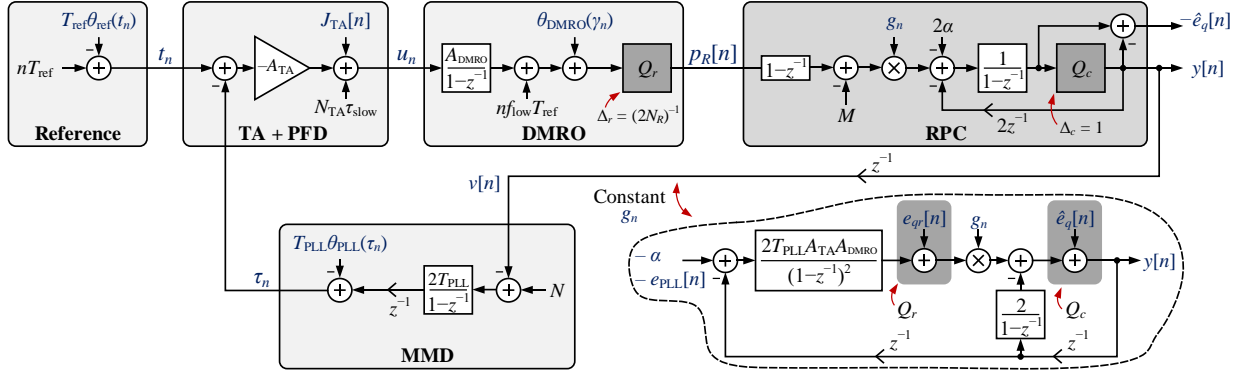 T_ref θ_ref(t_n)
nT_ref
t_n
Reference
−A_TA
J_TA[n]
N_TA τ_slow
u_n
TA + PFD
θ_DMRO(γ_n)
A_DMRO
1−z^−1
nf_low T_ref
Q_r
Δ_r = (2N_R)^−1
DMRO
p_R[n]
1−z^−1
M
g_n
2α
1
1−z^−1
Q_c
2z^−1
Δ_c = 1
RPC
−ê_q[n]
y[n]
z^−1
v[n]
T_PLL θ_PLL(τ_n)
τ_n
z^−1
2T_PLL
1−z^−1
N
MMD
Constant
g_n
− α
− e_PLL[n]
2T_PLL A_TA A_DMRO
(1−z^−1)^2
e_qr[n]
Q_r
g_n
ê_q[n]
Q_c
y[n]
2
1−z^−1
z^−1
z^−1